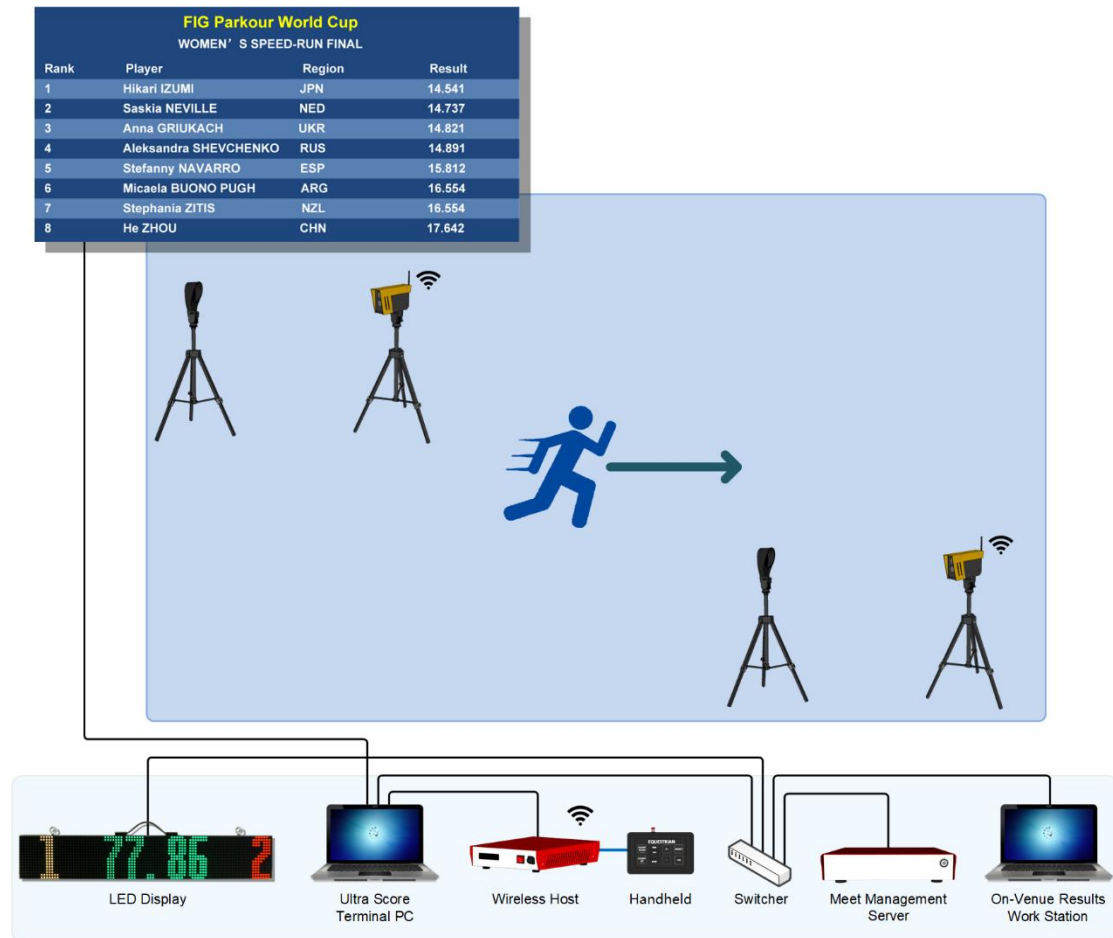 FIG Parkour World Cup
WOMEN’S SPEED-RUN FINAL
Rank Player Region Result
1 Hikari IZUMI JPN 14.541
2 Saskia NEVILLE NED 14.737
3 Anna GRIUKACH UKR 14.821
4 Aleksandra SHEVCHENKO RUS 14.891
5 Stefanny NAVARRO ESP 15.812
6 Micaela BUONO PUGH ARG 16.554
7 Stephania ZITIS NZL 16.554
8 He ZHOU CHN 17.642
1 77.86 2
EQUESTRIAN
LED Display
Ultra Score
Terminal PC
Wireless Host
Handheld
Switcher
Meet Management
Server
On-Venue Results
Work Station